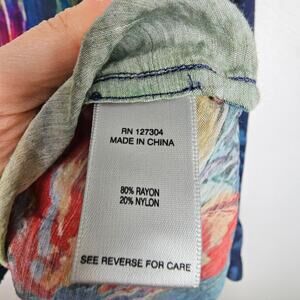 RN 127304
MADE IN CHINA
80% RAYON
20% NYLON
SEE REVERSE FOR CARE